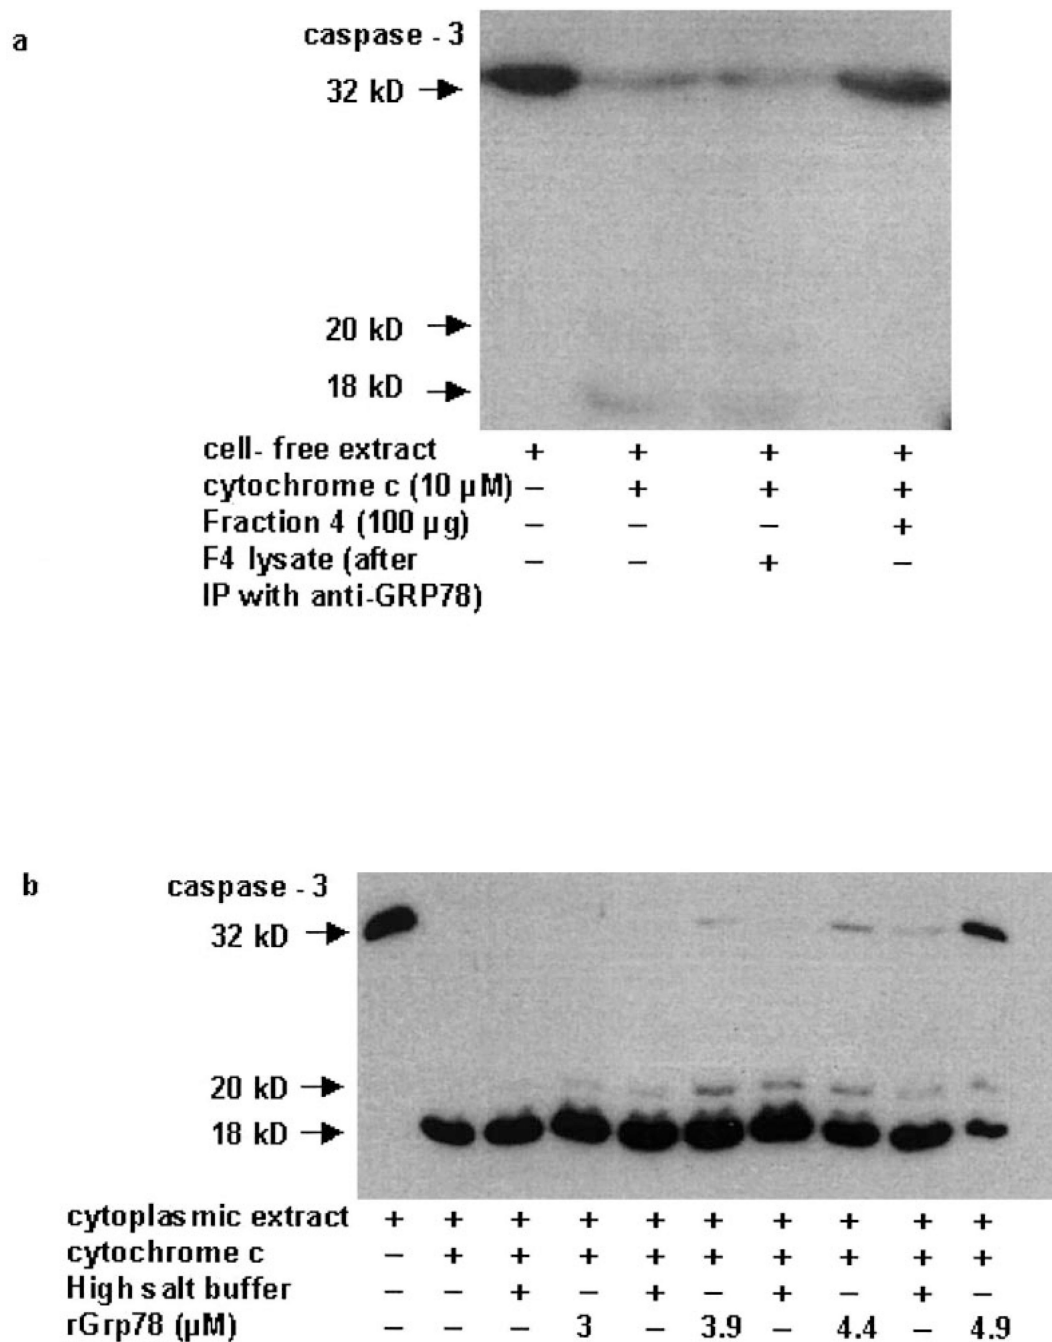 a
caspase - 3
32 kD
20 kD
18 kD
cell- free extract + + + +
cytochrome c (10 µM) – + + +
Fraction 4 (100 µg) – – – +
F4 lysate (after – – + –
IP with anti-GRP78)
b
caspase - 3
32 kD
20 kD
18 kD
cytoplasmic extract + + + + + + + + + +
cytochrome c – + + + + + + + + +
High salt buffer – – + – + – + – + –
rGrp78 (µM) – – – 3 – 3.9 – 4.4 – 4.9